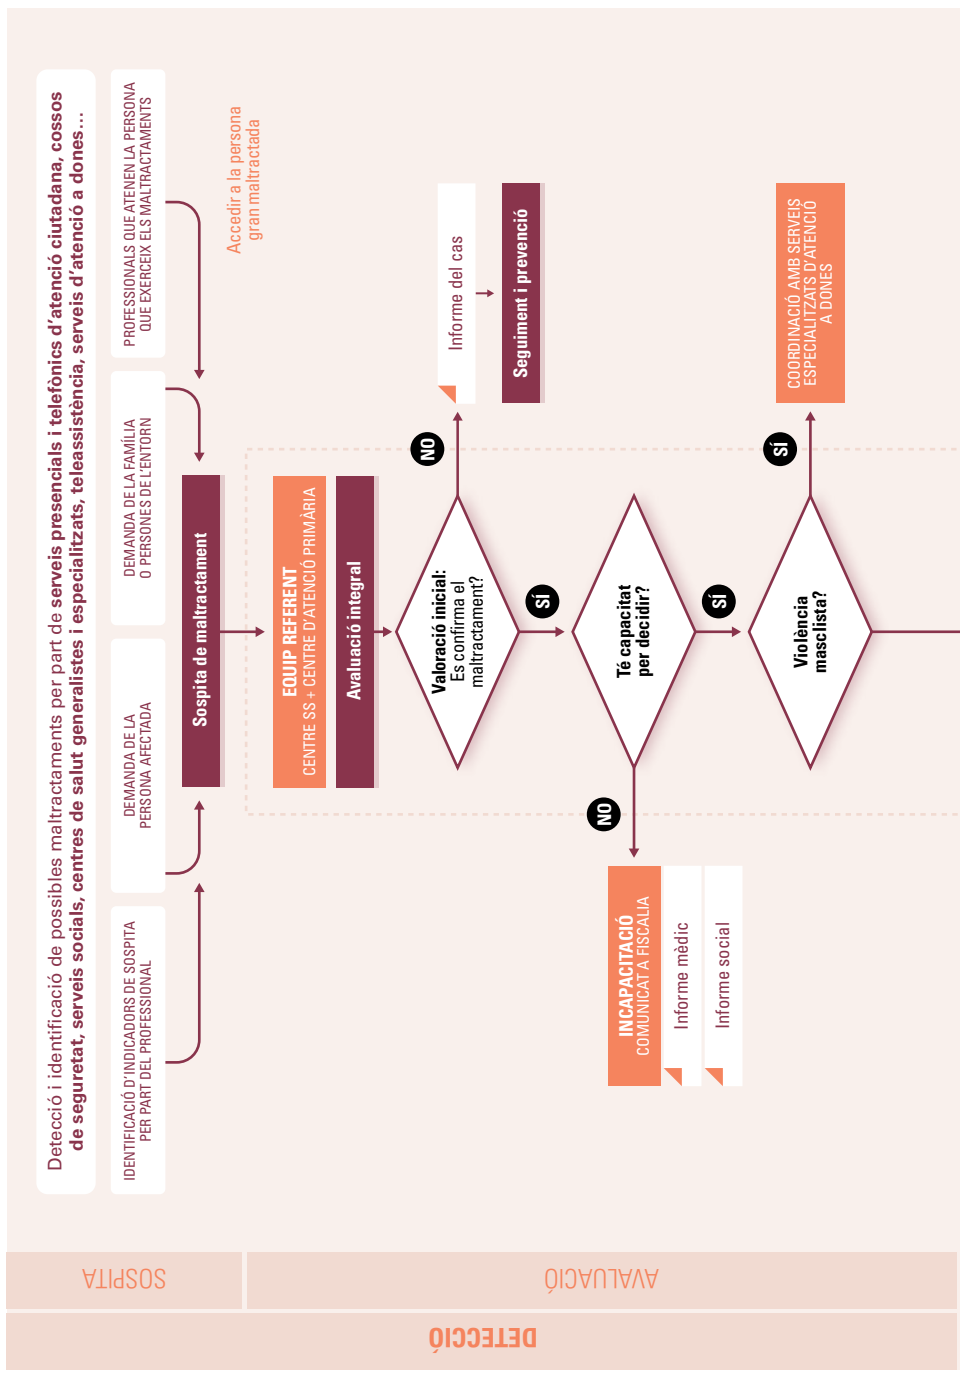 Detecció i identificació de possibles maltractaments per part de serveis presencials i telefònics d'atenció ciutadana, cossos
de seguretat, serveis socials, centres de salut generalistes i especialitzats, teleassistència, serveis d'atenció a dones…
IDENTIFICACIÓ D'INDICADORS DE SOSPITA
PER PART DEL PROFESSIONAL
DEMANDA DE LA
PERSONA AFECTADA
DEMANDA DE LA FAMÍLIA
O PERSONES DE L'ENTORN
PROFESSIONALS QUE ATENEN LA PERSONA
QUE EXERCEIX ELS MALTRACTAMENTS
Sospita de maltractament
Accedir a la persona
gran maltractada
EQUIP REFERENT
CENTRE SS + CENTRE D'ATENCIÓ PRIMÀRIA
Avaluació integral
Valoració inicial:
Es confirma el
maltractament?
NO
Informe del cas
Seguiment i prevenció
SÍ
Té capacitat
per decidir?
NO
INCAPACITACIÓ
COMUNICAT A FISCALIA
Informe mèdic
Informe social
SÍ
Violència
masclista?
SÍ
COORDINACIÓ AMB SERVEIS
ESPECIALITZATS D'ATENCIÓ
A DONES
SOSPITA
AVALUACIÓ
DETECCIÓ